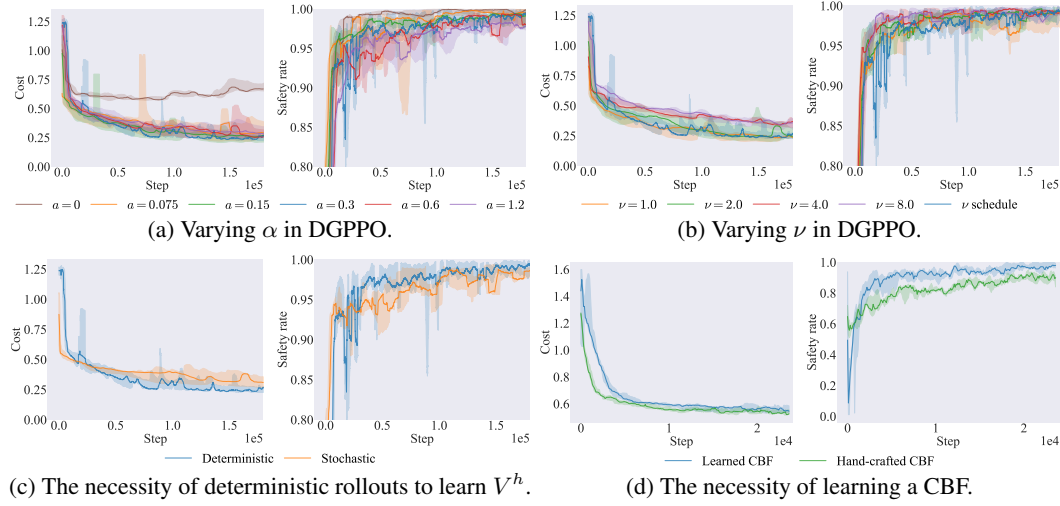 1.25
1.00
0.75
0.50
0.25
0.00
Cost
0.0 0.5 1.0 1.5
Step 1e5
1.00
0.95
0.90
0.85
0.80
Safety rate
0.0 0.5 1.0 1.5
Step 1e5
a = 0 a = 0.075 a = 0.15 a = 0.3 a = 0.6 a = 1.2
(a) Varying α in DGPPO.
1.25
1.00
0.75
0.50
0.25
0.00
Cost
0.0 0.5 1.0 1.5
Step 1e5
1.00
0.95
0.90
0.85
0.80
Safety rate
0.0 0.5 1.0 1.5
Step 1e5
ν = 1.0 ν = 2.0 ν = 4.0 ν = 8.0 ν schedule
(b) Varying ν in DGPPO.
1.25
1.00
0.75
0.50
0.25
0.00
Cost
0.0 0.5 1.0 1.5
Step 1e5
1.00
0.95
0.90
0.85
0.80
Safety rate
0.0 0.5 1.0 1.5
Step 1e5
Deterministic Stochastic
(c) The necessity of deterministic rollouts to learn V^h.
1.6
1.4
1.2
1.0
0.8
0.6
Cost
0 1 2
Step 1e4
1.0
0.8
0.6
0.4
0.2
0.0
Safety rate
0 1 2
Step 1e4
Learned CBF Hand-crafted CBF
(d) The necessity of learning a CBF.